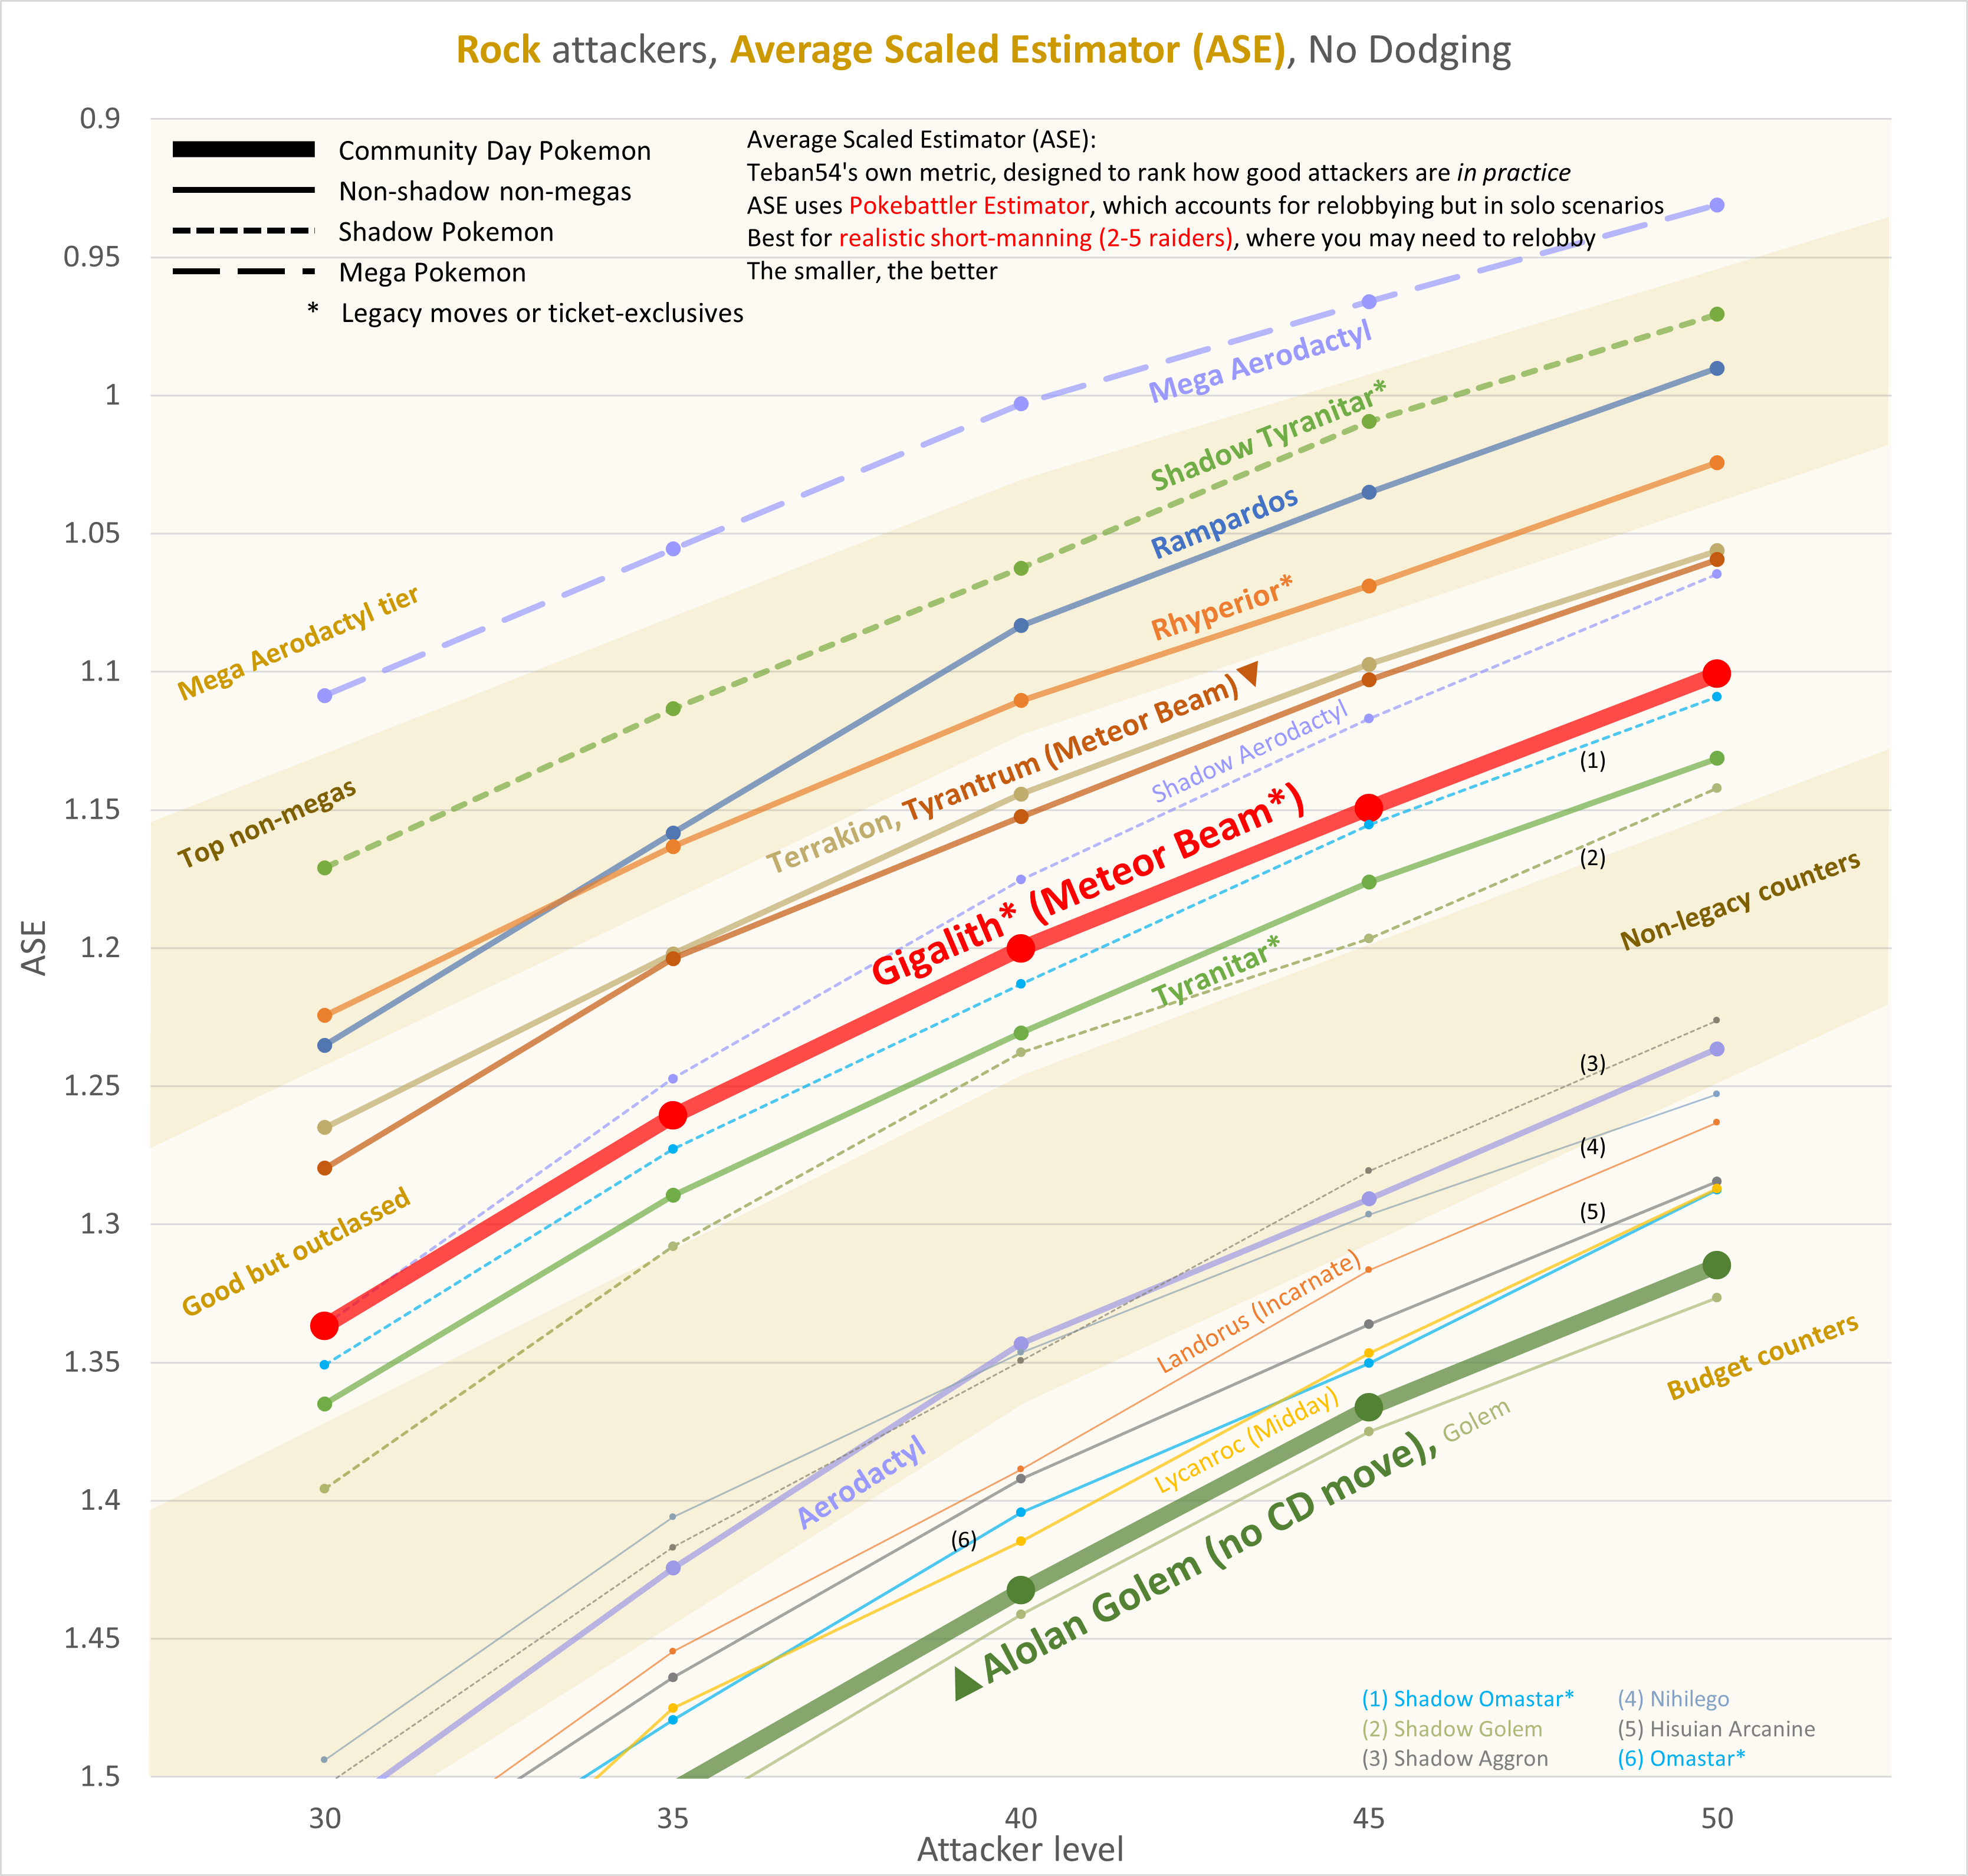 Rock attackers, Average Scaled Estimator (ASE), No Dodging
0.9
0.95
1
1.05
1.1
1.15
1.2
1.25
1.3
1.35
1.4
1.45
1.5
ASE
Community Day Pokemon
Non-shadow non-megas
Shadow Pokemon
Mega Pokemon
* Legacy moves or ticket-exclusives
Average Scaled Estimator (ASE):
Teban54's own metric, designed to rank how good attackers are in practice
ASE uses Pokebattler Estimator, which accounts for relobbying but in solo scenarios
Best for realistic short-manning (2-5 raiders), where you may need to relobby
The smaller, the better
Mega Aerodactyl
Shadow Tyranitar*
Rampardos
Mega Aerodactyl tier
Rhyperior*
Terrakion, Tyrantrum (Meteor Beam)
Shadow Aerodactyl
(1)
Top non-megas
Gigalith* (Meteor Beam*)
(2)
Non-legacy counters
Tyranitar*
(3)
(4)
Good but outclassed
(5)
Landorus (Incarnate)
Budget counters
Lycanroc (Midday)
Aerodactyl
(6)
Alolan Golem (no CD move), Golem
(1) Shadow Omastar*
(2) Shadow Golem
(3) Shadow Aggron
(4) Nihilego
(5) Hisuian Arcanine
(6) Omastar*
30
35
40
45
50
Attacker level